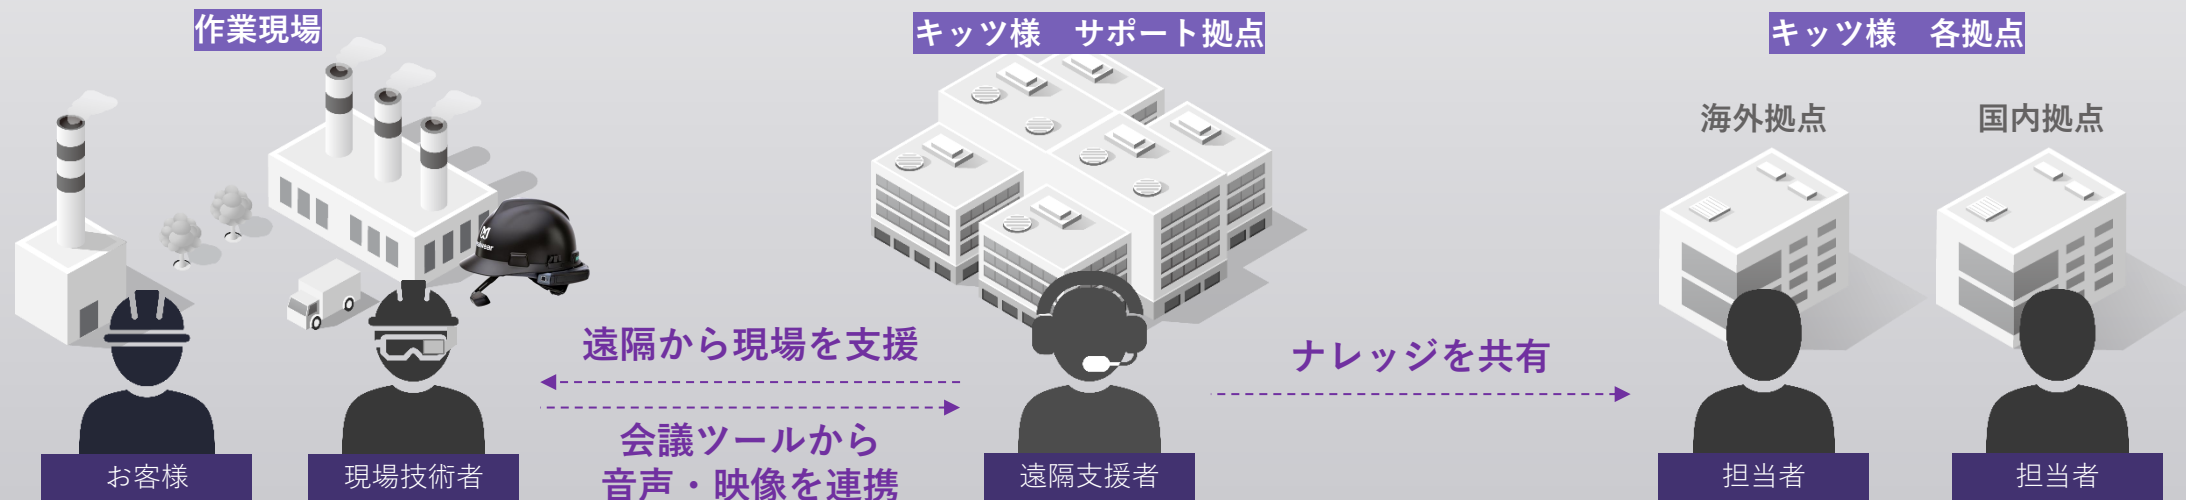 作業現場
キッツ様　サポート拠点
キッツ様　各拠点
海外拠点
国内拠点
遠隔から現場を支援
会議ツールから
音声・映像を連携
ナレッジを共有
お客様
現場技術者
遠隔支援者
担当者
担当者